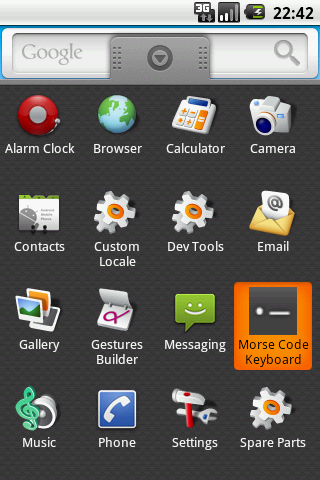 3G 22:42
Google
Alarm Clock Browser Calculator Camera
Contacts Custom Locale Dev Tools Email
Gallery Gestures Builder Messaging Morse Code Keyboard
Music Phone Settings Spare Parts